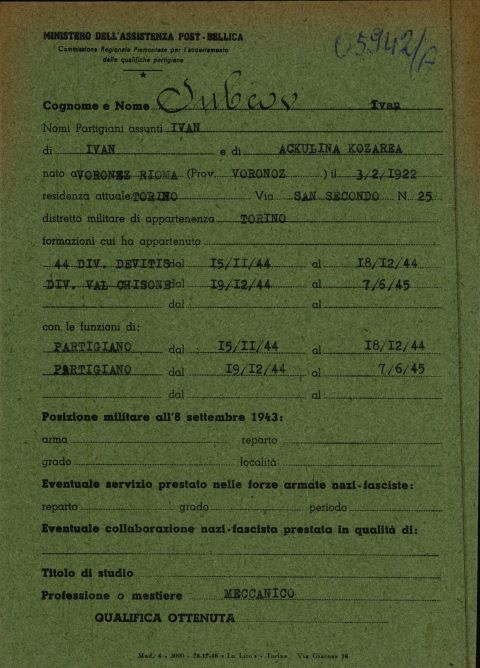 05942/A
MINISTERO DELL'ASSISTENZA POST-BELLICA
Commissione Regionale Piemontese per l'accertamento
delle qualifiche partigiane
Cognome e Nome Ivan
Nomi Partigiani assunti IVAN
di IVAN e di ACKULINA KOZAREA
nato a VORONEZ RIOMA (Prov. VORONOZ ) il 3/2/1922
residenza attuale TORINO Via SAN SECONDO N. 25
distretto militare di appartenenza TORINO
formazioni cui ha appartenuto
44 DIV. DEVITIS dal 15/11/44 al 18/12/44
DIV. VAL CHISONE dal 19/12/44 al 7/6/45
dal al
con le funzioni di:
PARTIGIANO dal 15/11/44 al 18/12/44
PARTIGIANO dal 19/12/44 al 7/6/45
dal al
Posizione militare all'8 settembre 1943:
arma reparto
grado località
Eventuale servizio prestato nelle forze armate nazi-fasciste:
reparto grado periodo
Eventuale collaborazione nazi-fascista prestata in qualità di:
Titolo di studio
Professione o mestiere MECCANICO
QUALIFICA OTTENUTA
Mod. 4 - 3000 - Torino Via